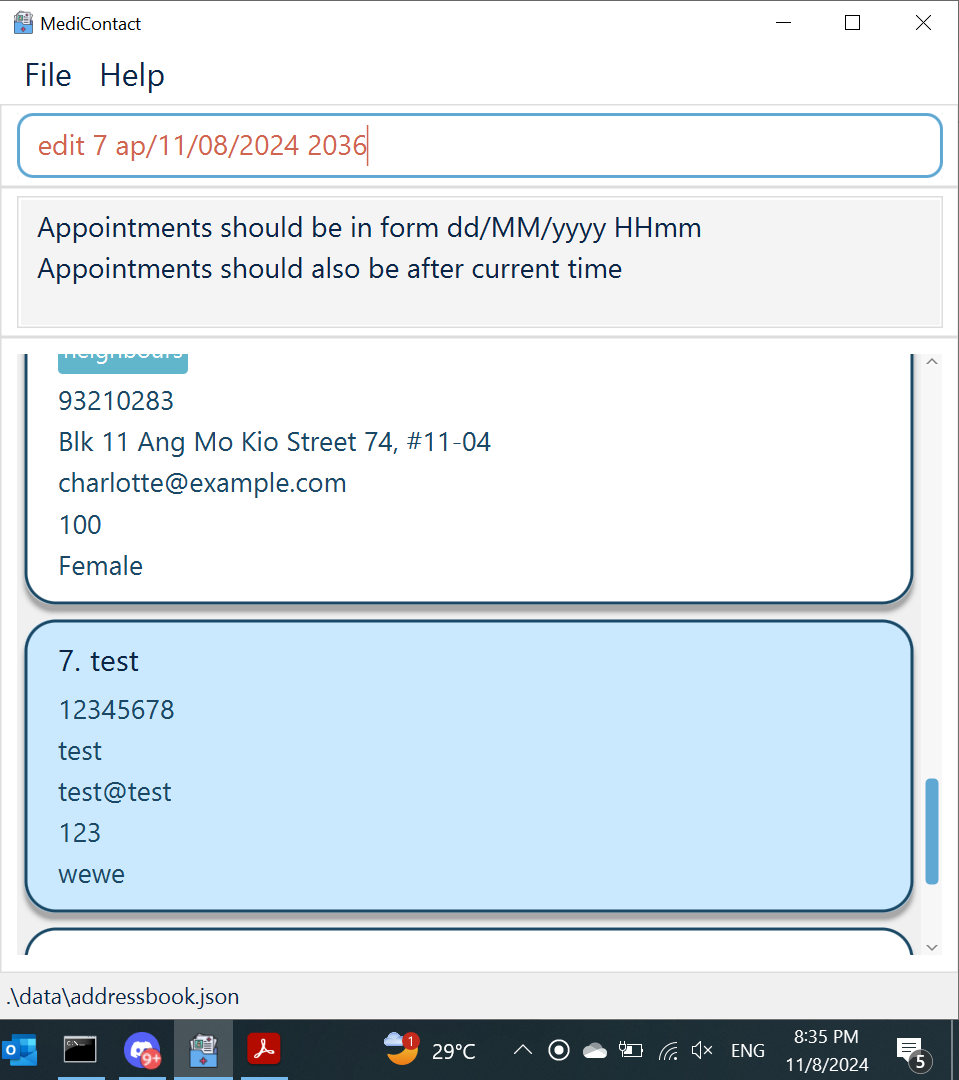 MediContact
File Help
edit 7 ap/11/08/2024 2036
Appointments should be in form dd/MM/yyyy HHmm
Appointments should also be after current time
neighbours
93210283
Blk 11 Ang Mo Kio Street 74, #11-04
charlotte@example.com
100
Female
7. test
12345678
test
test@test
123
wewe
.\data\addressbook.json
9+
1
29°C
ENG
8:35 PM
11/8/2024
5